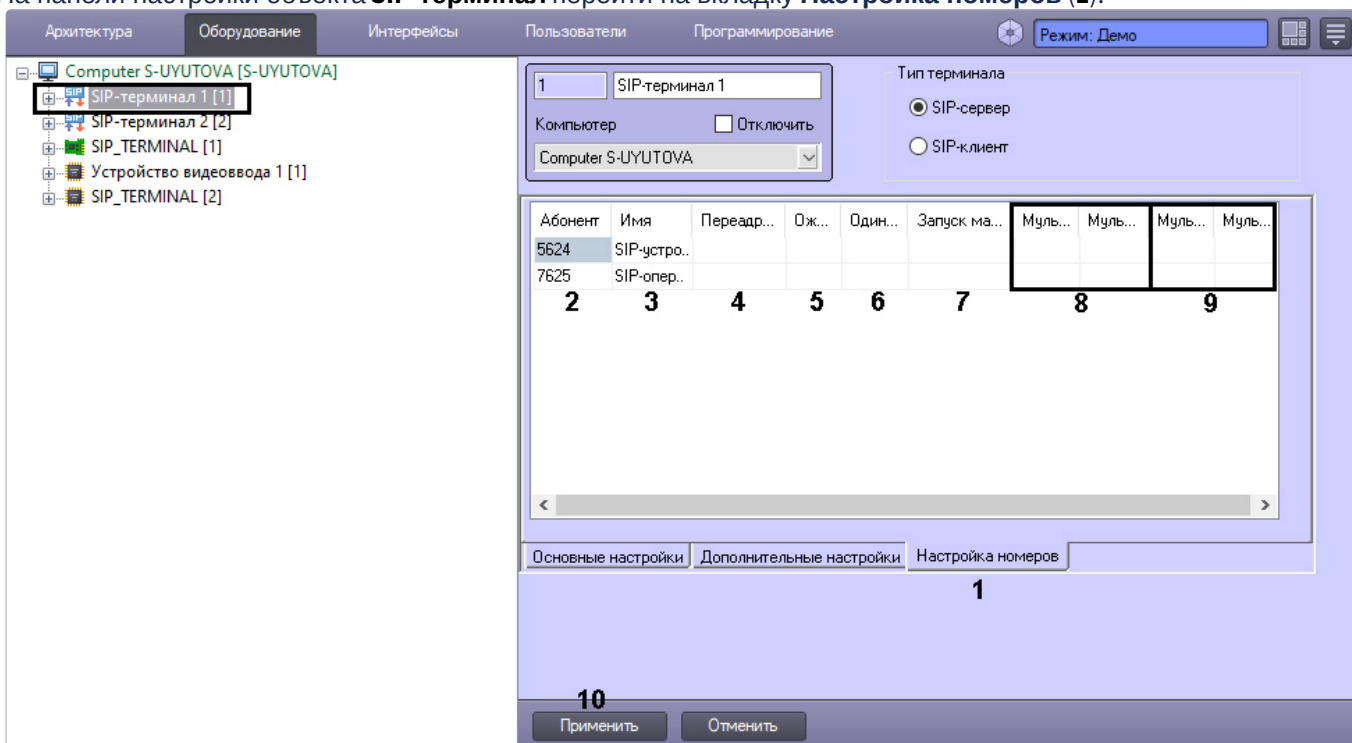 На панели настройки объекта SIP-терминал перейти на вкладку Настройка номеров (1).
Архитектура Оборудование Интерфейсы Пользователи Программирование Режим: Демо
Computer S-UYUTOVA [S-UYUTOVA]
SIP-терминал 1 [1]
SIP-терминал 2 [2]
SIP_TERMINAL [1]
Устройство видеоввода 1 [1]
SIP_TERMINAL [2]
1 SIP-терминал 1
Компьютер Отключить
Computer S-UYUTOVA
Тип терминала
SIP-сервер
SIP-клиент
Абонент Имя Переадр... Ож... Один... Запуск ма... Муль... Муль... Муль... Муль...
5624 SIP-устро..
7625 SIP-опер..
2 3 4 5 6 7 8 9
Основные настройки Дополнительные настройки Настройка номеров
1
10
Применить Отменить